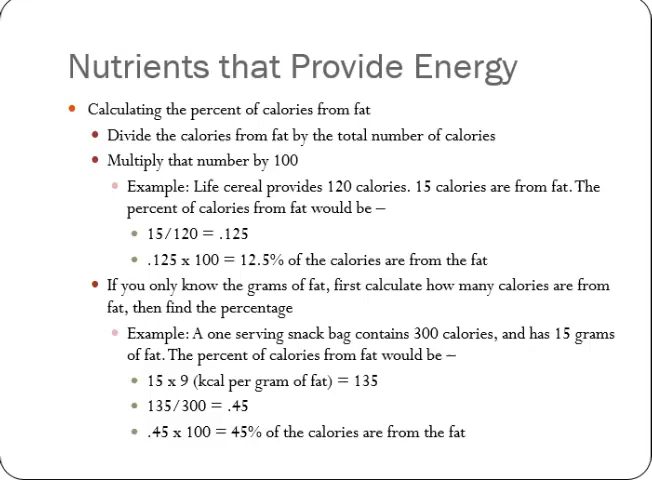 Nutrients that Provide Energy
• Calculating the percent of calories from fat
• Divide the calories from fat by the total number of calories
• Multiply that number by 100
• Example: Life cereal provides 120 calories. 15 calories are from fat. The
percent of calories from fat would be –
• 15/120 = .125
• .125 x 100 = 12.5% of the calories are from the fat
• If you only know the grams of fat, first calculate how many calories are from
fat, then find the percentage
• Example: A one serving snack bag contains 300 calories, and has 15 grams
of fat. The percent of calories from fat would be –
• 15 x 9 (kcal per gram of fat) = 135
• 135/300 = .45
• .45 x 100 = 45% of the calories are from the fat